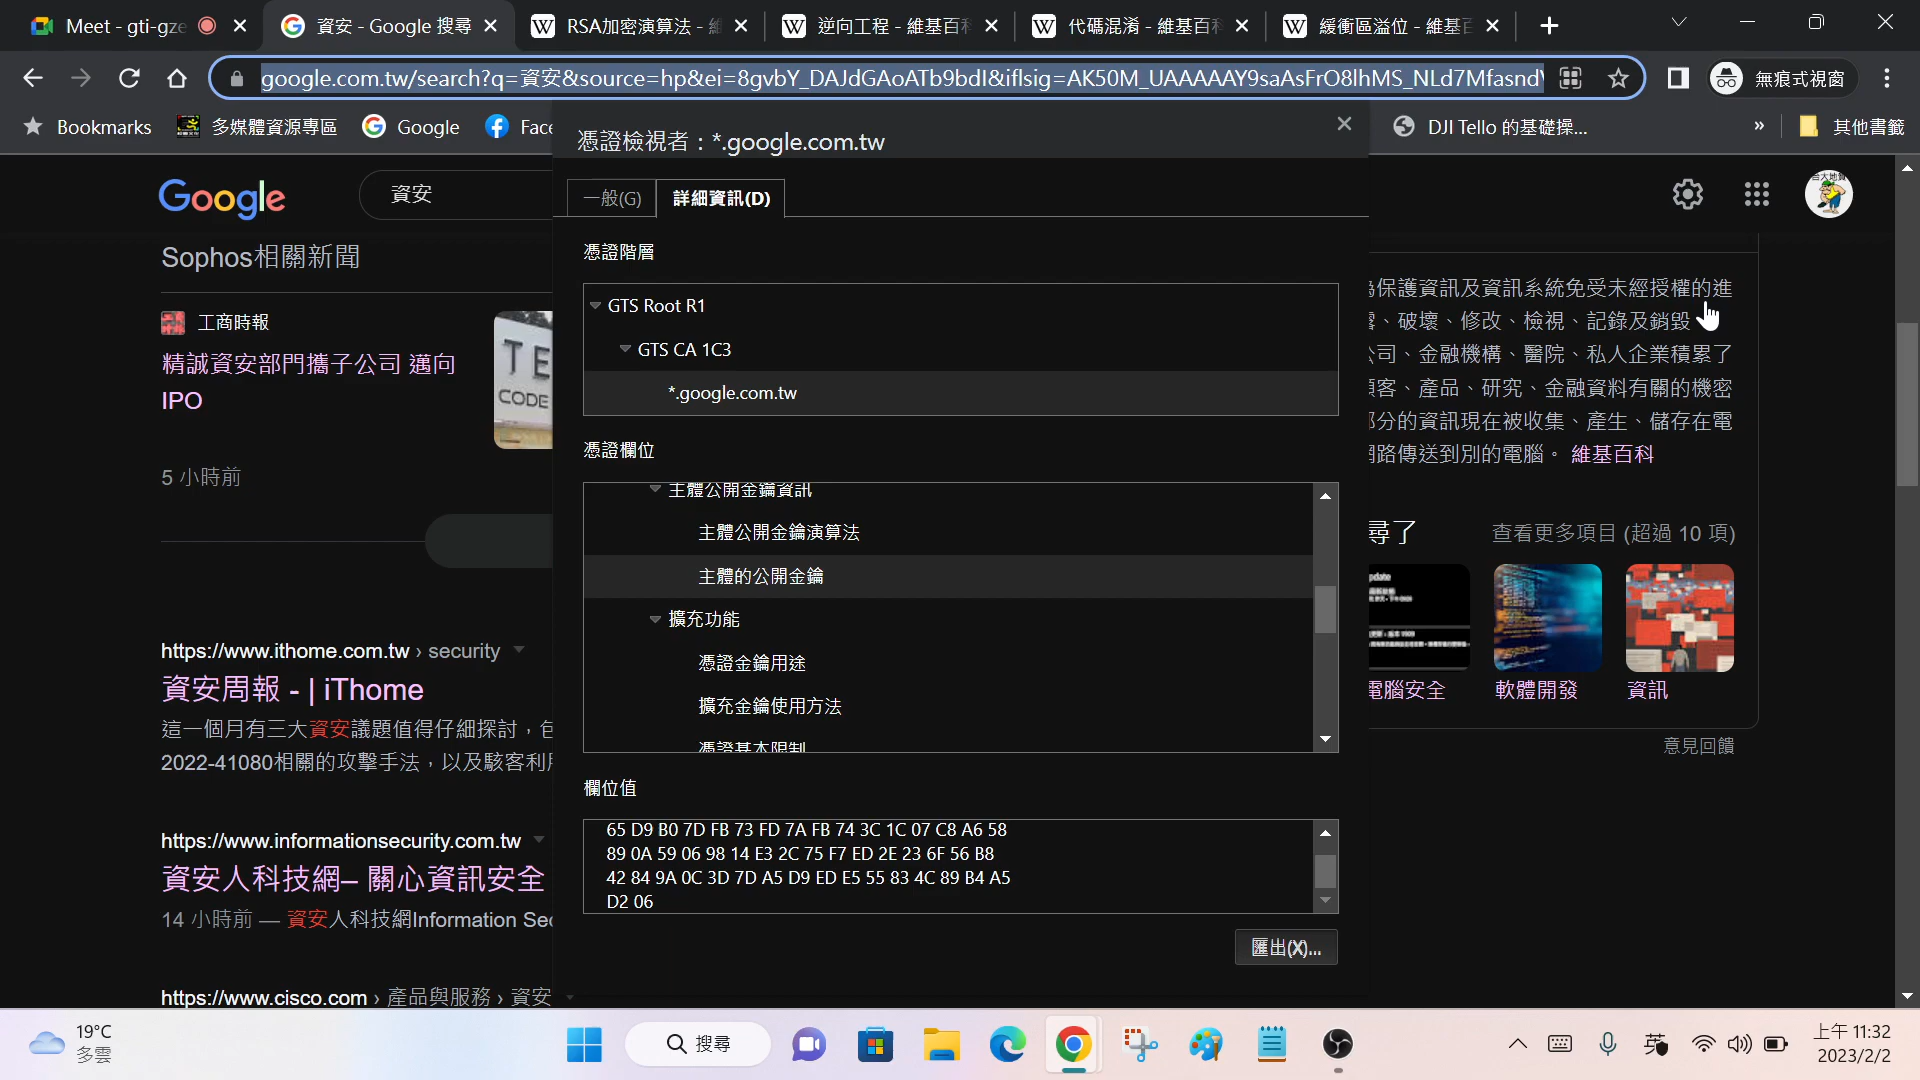 Meet - gti-gze
資安 - Google 搜尋
RSA加密演算法 - 維
逆向工程 - 維基百科
代碼混淆 - 維基百科
緩衝區溢位 - 維基百
google.com.tw/search?q=資安&source=hp&ei=8gvbY_DAJdGAoATb9bdI&iflsig=AK50M_UAAAAAY9saAsFrO8lhMS_NLd7Mfasnd
無痕式視窗
Bookmarks
多媒體資源專區
Google
Face
DJI Tello 的基礎操...
»
其他書籤
憑證檢視者：*.google.com.tw
一般(G)
詳細資訊(D)
Google
資安
Sophos相關新聞
工商時報
精誠資安部門攜子公司 邁向
IPO
TE
CODE
5 小時前
https://www.ithome.com.tw › security
資安周報 - | iThome
這一個月有三大資安議題值得仔細探討，包
2022-41080相關的攻擊手法，以及駭客利用
https://www.informationsecurity.com.tw
資安人科技網– 關心資訊安全
14 小時前 — 資安人科技網Information Sec
https://www.cisco.com › 產品與服務 › 資安
憑證階層
GTS Root R1
GTS CA 1C3
*.google.com.tw
憑證欄位
主體公開金鑰資訊
主體公開金鑰演算法
主體的公開金鑰
擴充功能
憑證金鑰用途
擴充金鑰使用方法
憑證基本限制
欄位值
65 D9 B0 7D FB 73 FD 7A FB 74 3C 1C 07 C8 A6 58
89 0A 59 06 98 14 E3 2C 75 F7 ED 2E 23 6F 56 B8
42 84 9A 0C 3D 7D A5 D9 ED E5 55 83 4C 89 B4 A5
D2 06
匯出(X)...
保護資訊及資訊系統免受未經授權的進
、破壞、修改、檢視、記錄及銷毀
公司、金融機構、醫院、私人企業積累了
顧客、產品、研究、金融資料有關的機密
部分的資訊現在被收集、產生、儲存在電
網路傳送到別的電腦。 維基百科
尋了
查看更多項目 (超過 10 項)
電腦安全
軟體開發
資訊
意見回饋
19°C
多雲
搜尋
英
上午 11:32
2023/2/2